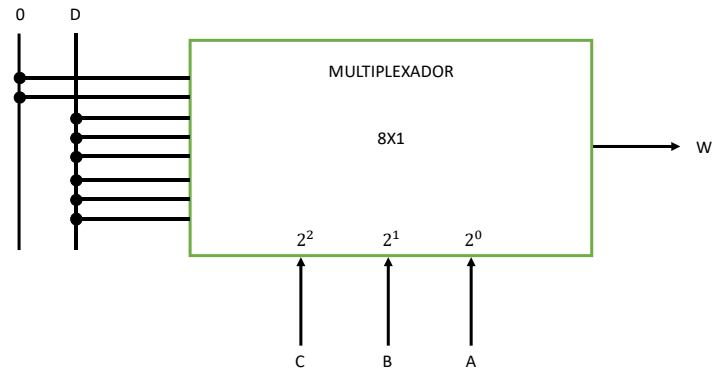 0 D
MULTIPLEXADOR
8X1
W
2² 2¹ 2⁰
C B A